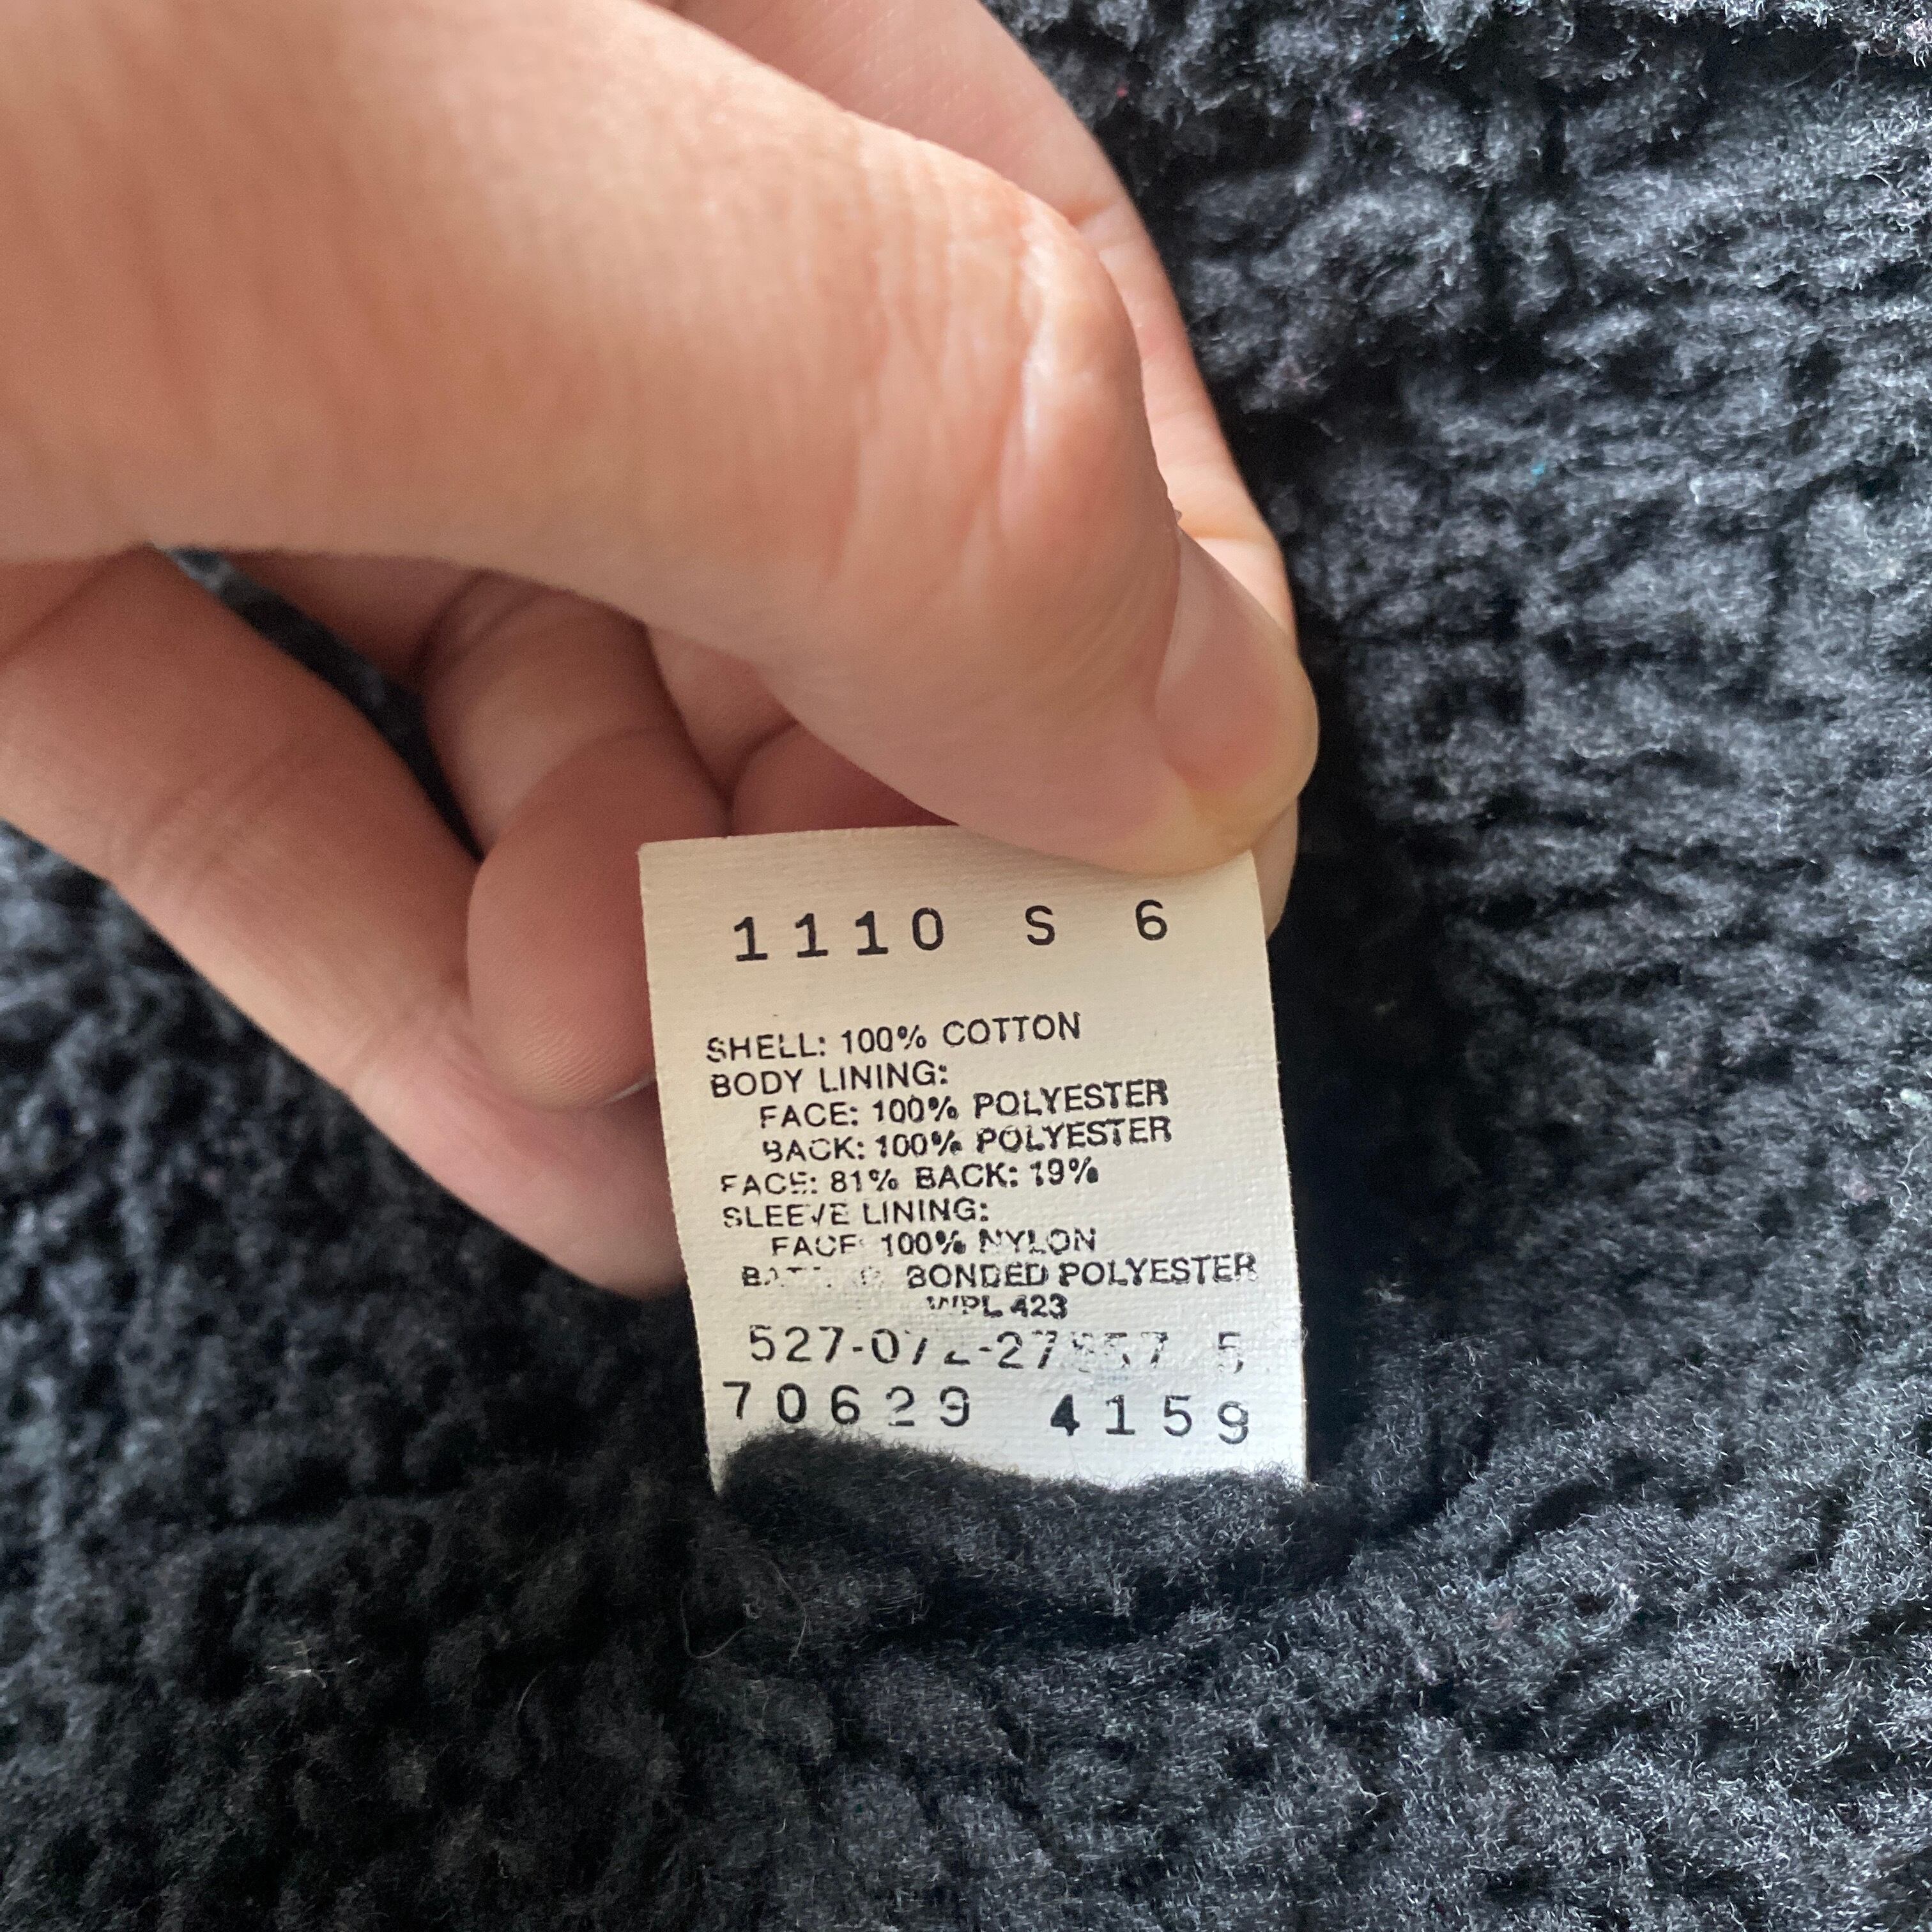 1110 S 6
SHELL: 100% COTTON
BODY LINING:
FACE: 100% POLYESTER
BACK: 100% POLYESTER
FACE: 81% BACK: 19%
SLEEVE LINING:
FACE: 100% NYLON
BONDED POLYESTER
WPL 423
5
70629 4159